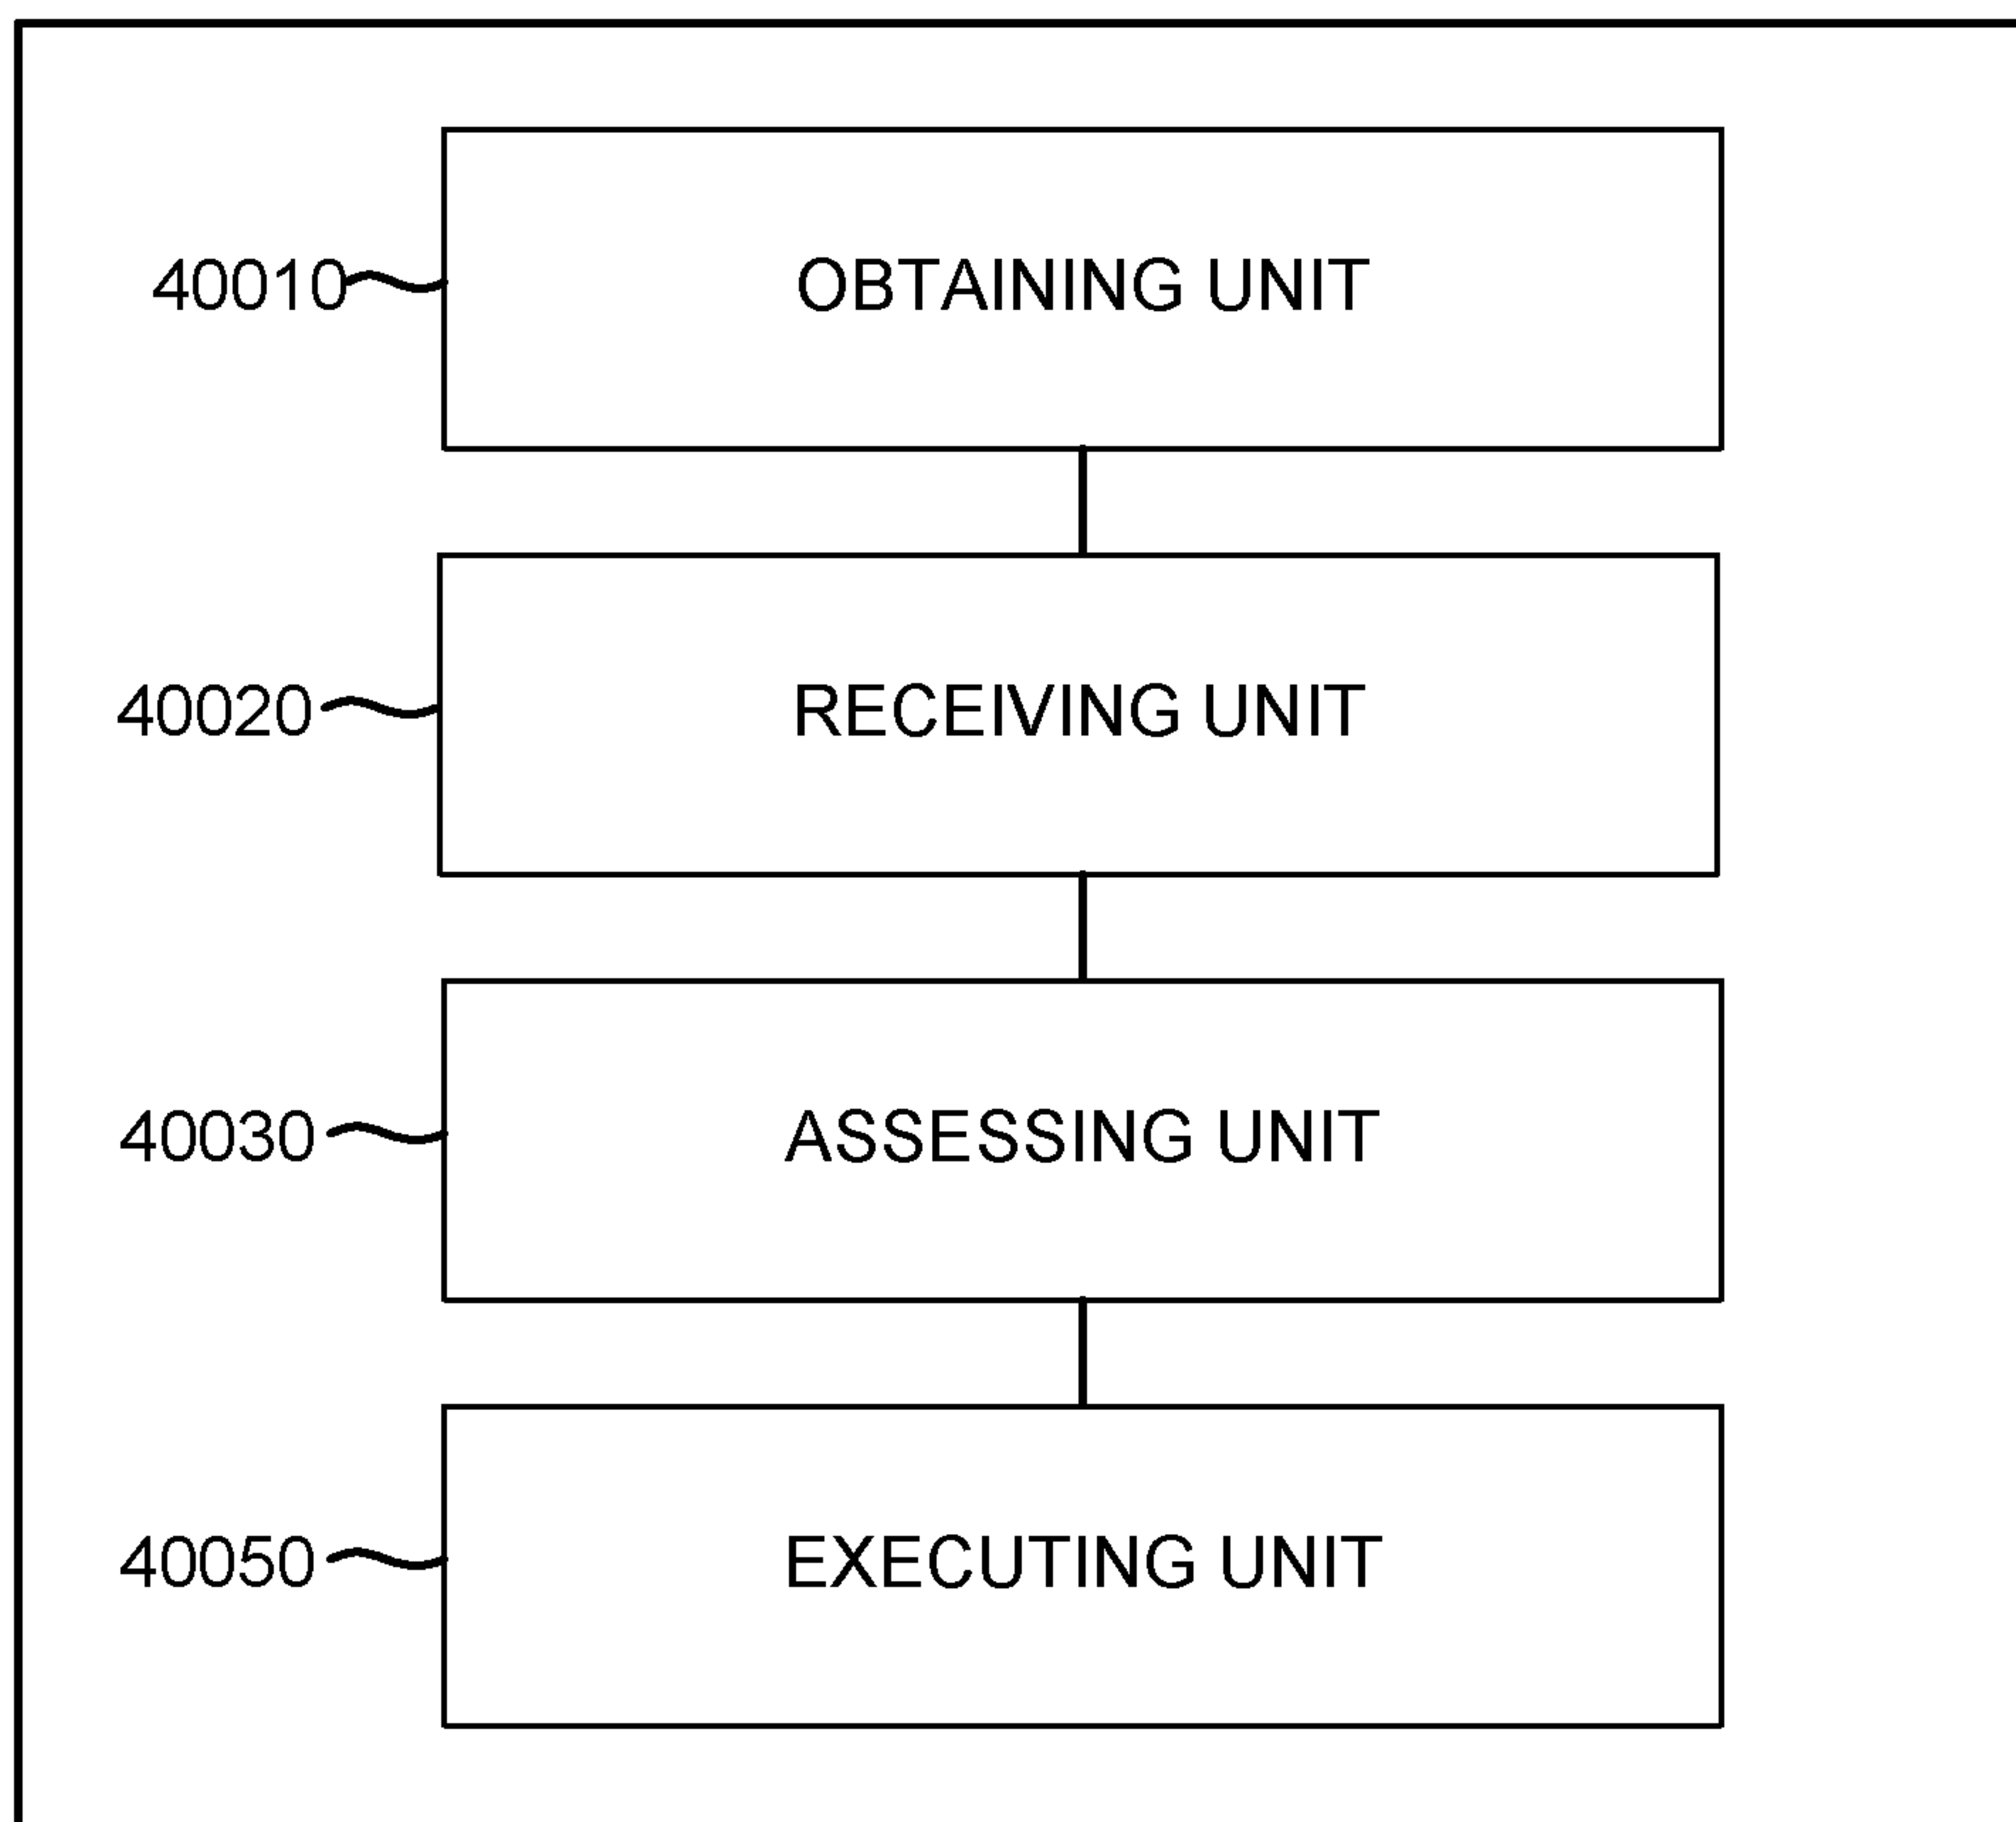 40010 OBTAINING UNIT
40020 RECEIVING UNIT
40030 ASSESSING UNIT
40050 EXECUTING UNIT